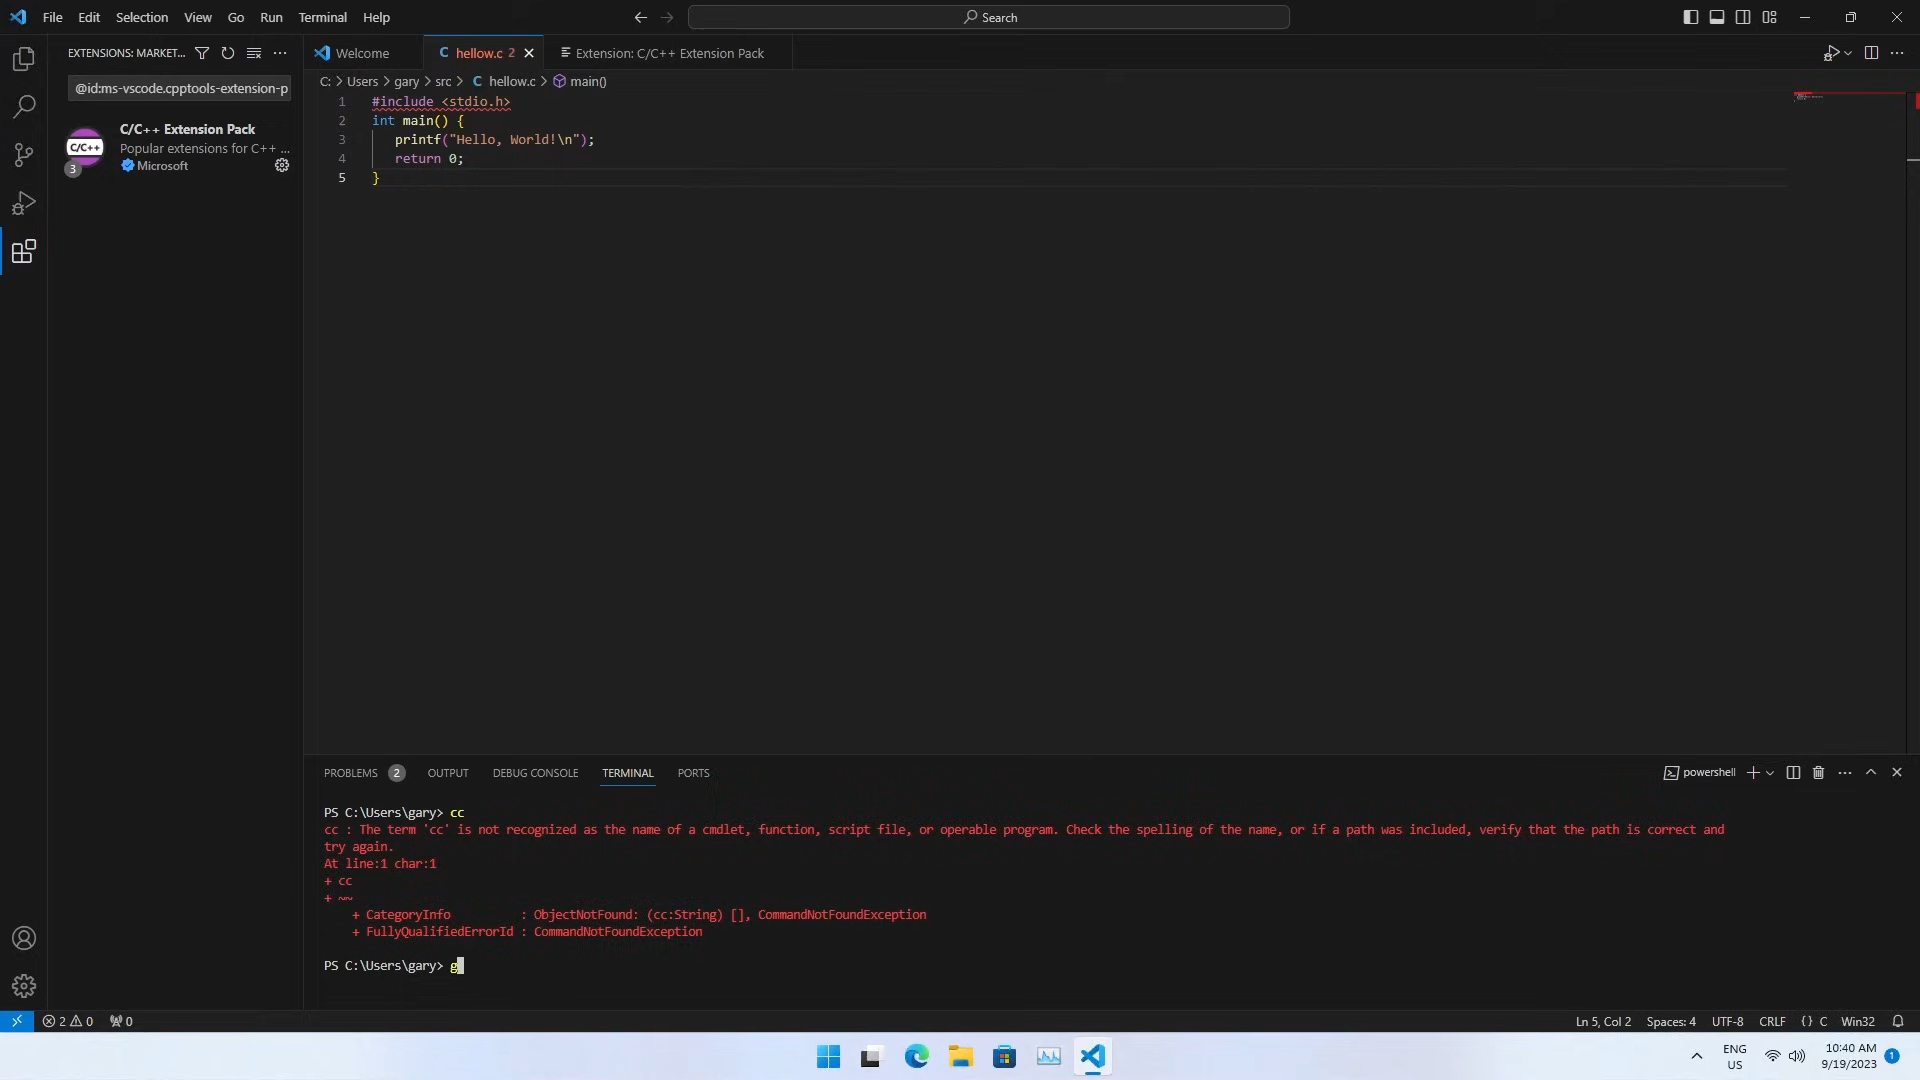 File Edit Selection View Go Run Terminal Help
Search
EXTENSIONS: MARKET... ...
Welcome
C hellow.c 2
Extension: C/C++ Extension Pack
...
@id:ms-vscode.cpptools-extension-p
C: > Users > gary > src > C hellow.c > main()
C/C++
3
C/C++ Extension Pack
Popular extensions for C++ ...
Microsoft
1 #include <stdio.h>
2 int main() {
3 printf("Hello, World!\n");
4 return 0;
5 }
PROBLEMS 2 OUTPUT DEBUG CONSOLE TERMINAL PORTS
powershell ...
PS C:\Users\gary> cc
cc : The term 'cc' is not recognized as the name of a cmdlet, function, script file, or operable program. Check the spelling of the name, or if a path was included, verify that the path is correct and
try again.
At line:1 char:1
+ cc
+ ~~
+ CategoryInfo : ObjectNotFound: (cc:String) [], CommandNotFoundException
+ FullyQualifiedErrorId : CommandNotFoundException
PS C:\Users\gary> g
2 0 0
Ln 5, Col 2 Spaces: 4 UTF-8 CRLF {} C Win32
ENG
US
10:40 AM
9/19/2023
1